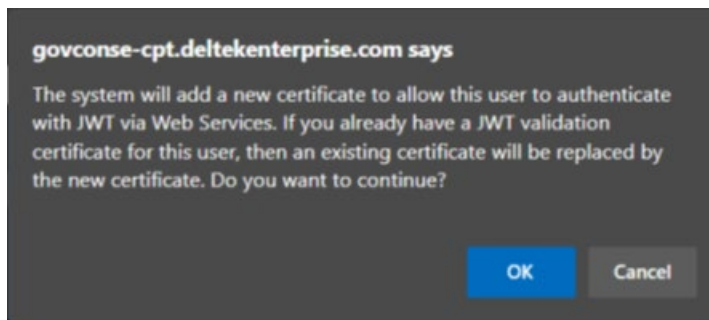 govconse-cpt.deltekenterprise.com says
The system will add a new certificate to allow this user to authenticate
with JWT via Web Services. If you already have a JWT validation
certificate for this user, then an existing certificate will be replaced by
the new certificate. Do you want to continue?
OK
Cancel